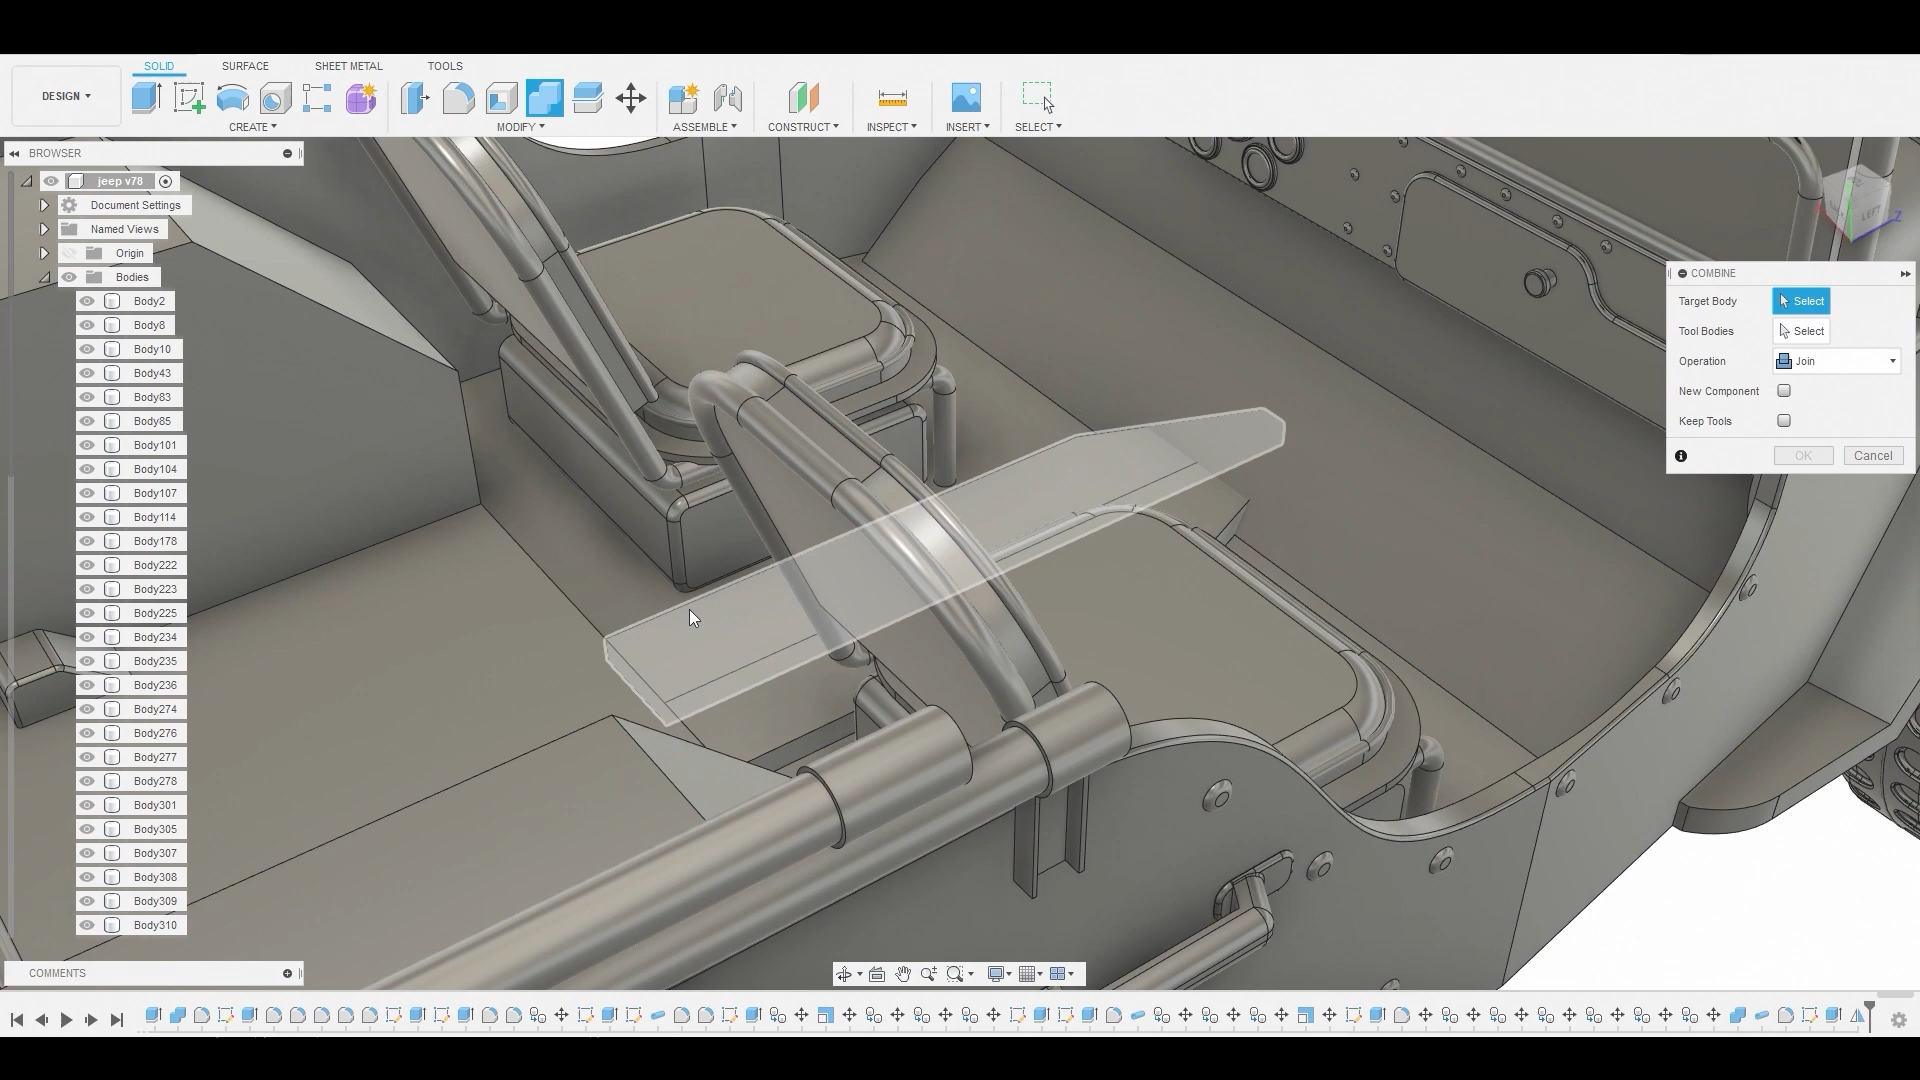 SOLID SURFACE SHEET METAL TOOLS
DESIGN
CREATE MODIFY ASSEMBLE CONSTRUCT INSPECT INSERT SELECT
BROWSER
jeep v78
Document Settings
Named Views
Origin
Bodies
Body2
Body8
Body10
Body43
Body83
Body85
Body101
Body104
Body107
Body114
Body178
Body222
Body223
Body225
Body234
Body235
Body236
Body274
Body276
Body277
Body278
Body301
Body305
Body307
Body308
Body309
Body310
COMMENTS
LEFT
Z
COMBINE
Target Body Select
Tool Bodies Select
Operation Join
New Component
Keep Tools
OK Cancel